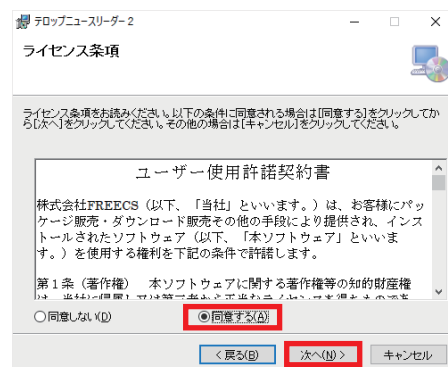 テロップニュースリーダー2
ライセンス条項
ライセンス条項をお読みください。以下の条件に同意される場合は[同意する]をクリックしてか
ら[次へ]をクリックしてください。その他の場合は[キャンセル]をクリックしてください。
ユーザー使用許諾契約書
株式会社FREECS（以下、「当社」といいます。）は、お客様にパッ
ケージ販売・ダウンロード販売その他の手段により提供され、インス
トールされたソフトウェア（以下、「本ソフトウェア」といいま
す。）を使用する権利を下記の条件で許諾します。
第1条（著作権）　本ソフトウェアに関する著作権等の知的財産権
同意しない(D)
同意する(A)
< 戻る(B)
次へ(N) >
キャンセル